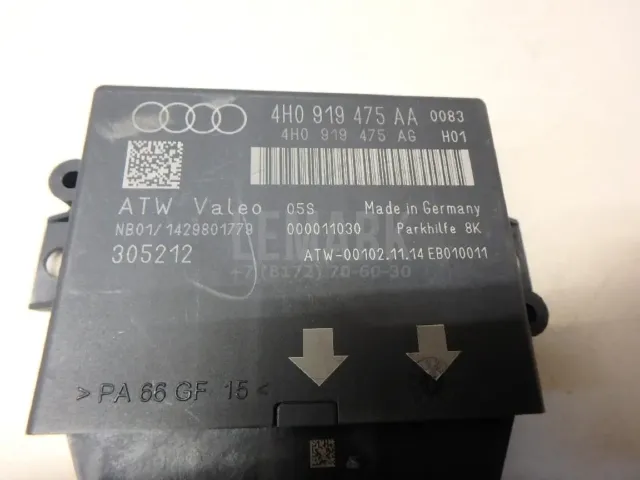 4H0 919 475 AA 0083
4H0 919 475 AG H01
ATW Valeo 05S Made in Germany
NB01/1429801779 000011030 Parkhilfe 8K
LEMARK
305212 ATW-00102.11.14 EB010011
+7(8172)70-60-30
>PA 66 GF 15<